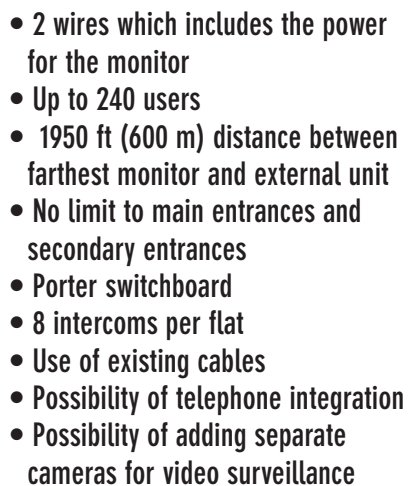 • 2 wires which includes the power
for the monitor
• Up to 240 users
• 1950 ft (600 m) distance between
farthest monitor and external unit
• No limit to main entrances and
secondary entrances
• Porter switchboard
• 8 intercoms per flat
• Use of existing cables
• Possibility of telephone integration
• Possibility of adding separate
cameras for video surveillance